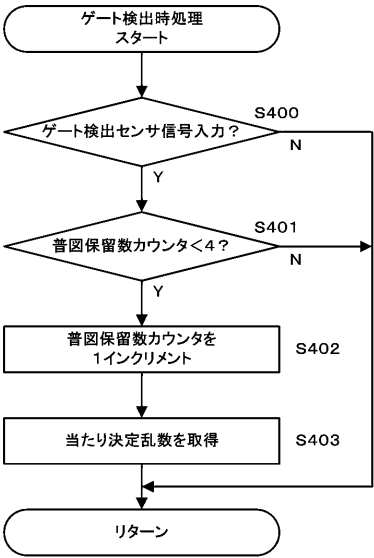 ゲート検出時処理
スタート
S400
ゲート検出センサ信号入力？
N
Y
S401
普図保留数カウンタ＜4？
N
Y
普図保留数カウンタを
1インクリメント
S402
当たり決定乱数を取得
S403
リターン